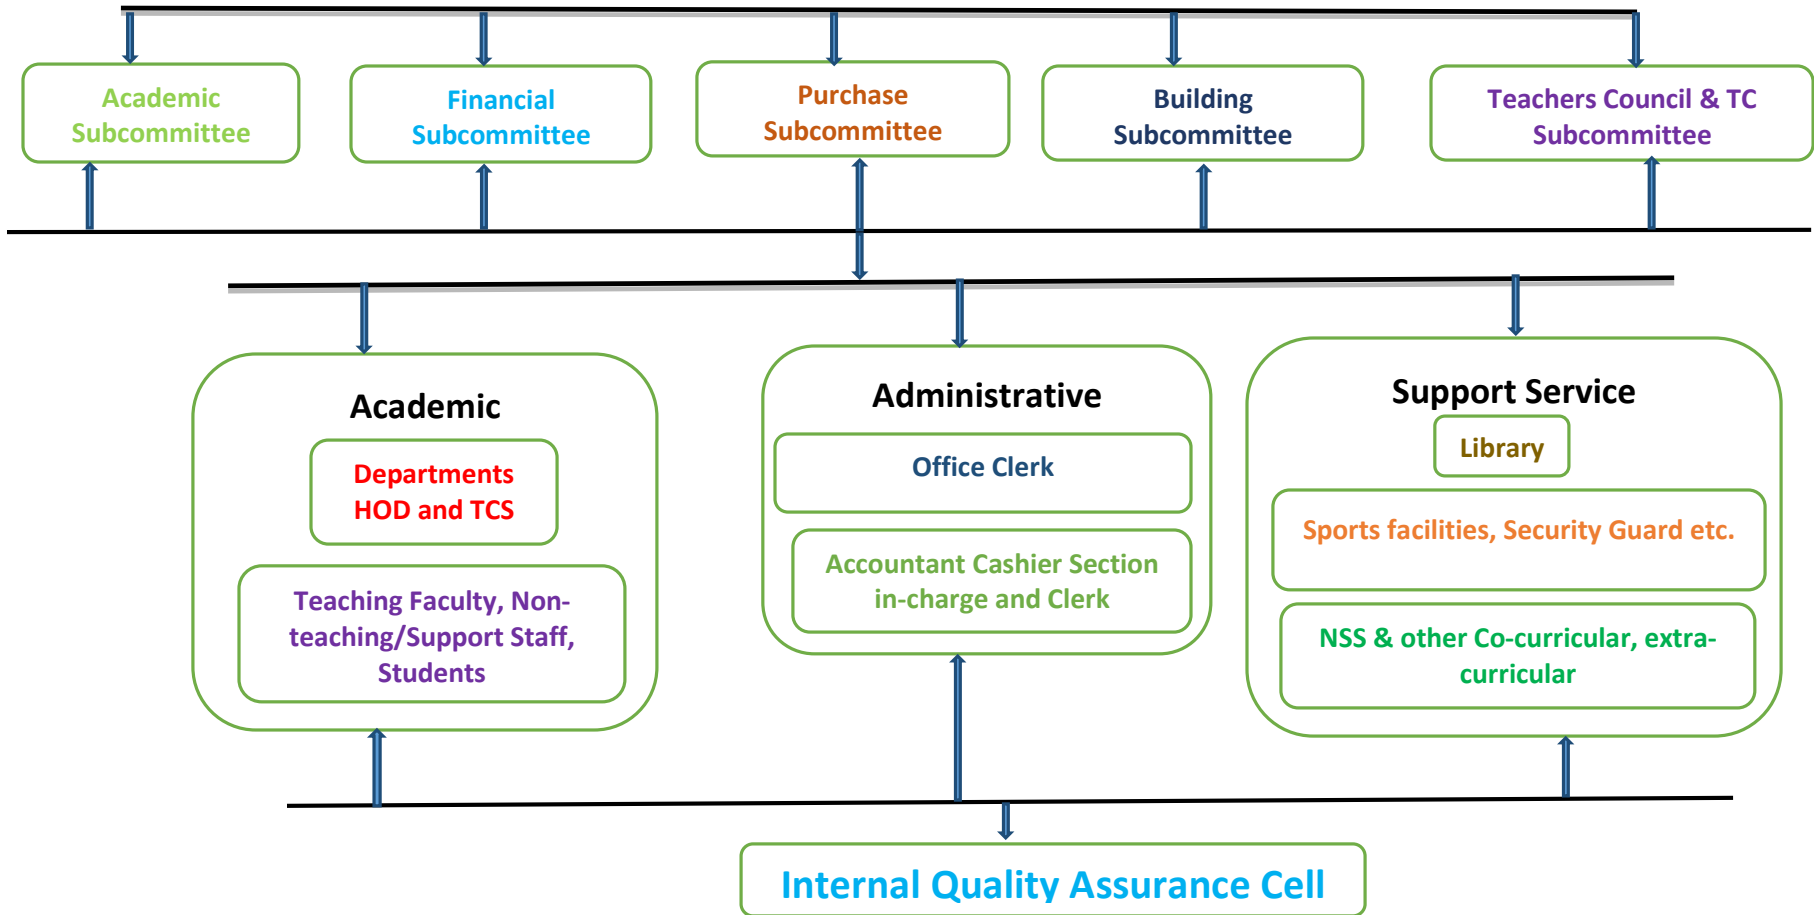 Academic
Subcommittee
Financial
Subcommittee
Purchase
Subcommittee
Building
Subcommittee
Teachers Council & TC
Subcommittee
Academic
Departments
HOD and TCS
Teaching Faculty, Non-
teaching/Support Staff,
Students
Administrative
Office Clerk
Accountant Cashier Section
in-charge and Clerk
Support Service
Library
Sports facilities, Security Guard etc.
NSS & other Co-curricular, extra-
curricular
Internal Quality Assurance Cell